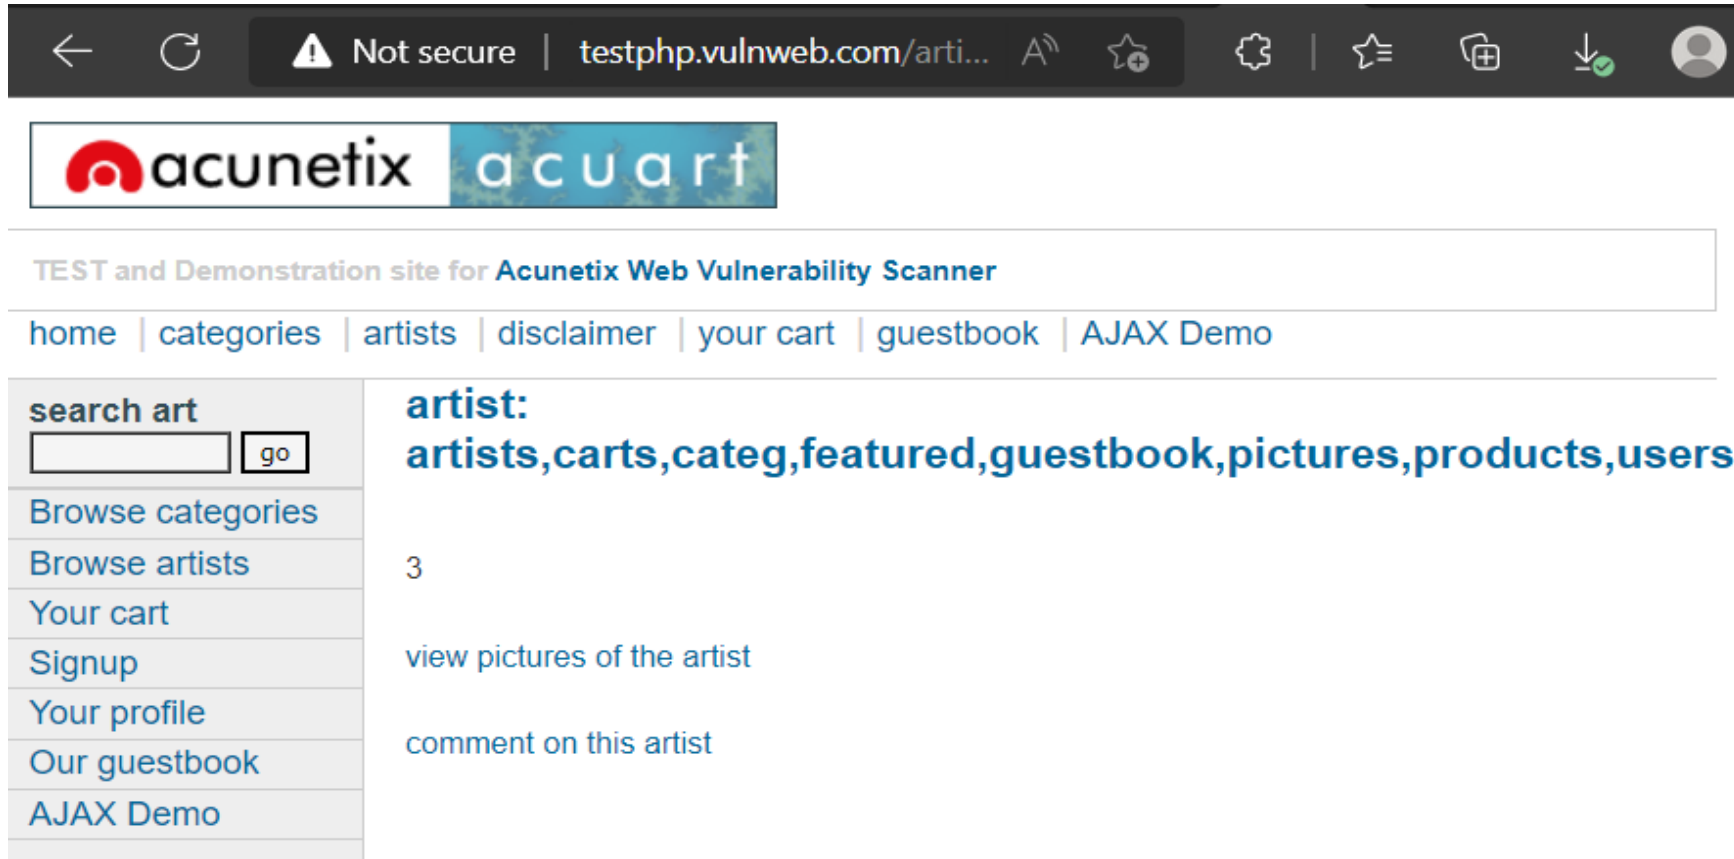 Not secure | testphp.vulnweb.com/arti...
acunetix acuart
TEST and Demonstration site for Acunetix Web Vulnerability Scanner
home | categories | artists | disclaimer | your cart | guestbook | AJAX Demo
search art
go
Browse categories
Browse artists
Your cart
Signup
Your profile
Our guestbook
AJAX Demo
artist:
artists,carts,categ,featured,guestbook,pictures,products,users
3
view pictures of the artist
comment on this artist